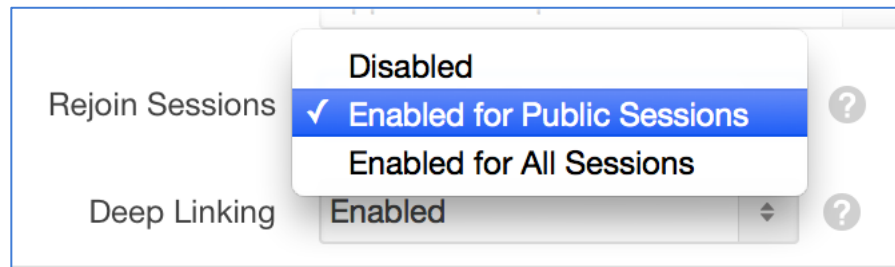 Disabled
Rejoin Sessions ✓ Enabled for Public Sessions ?
Enabled for All Sessions
Deep Linking Enabled ?